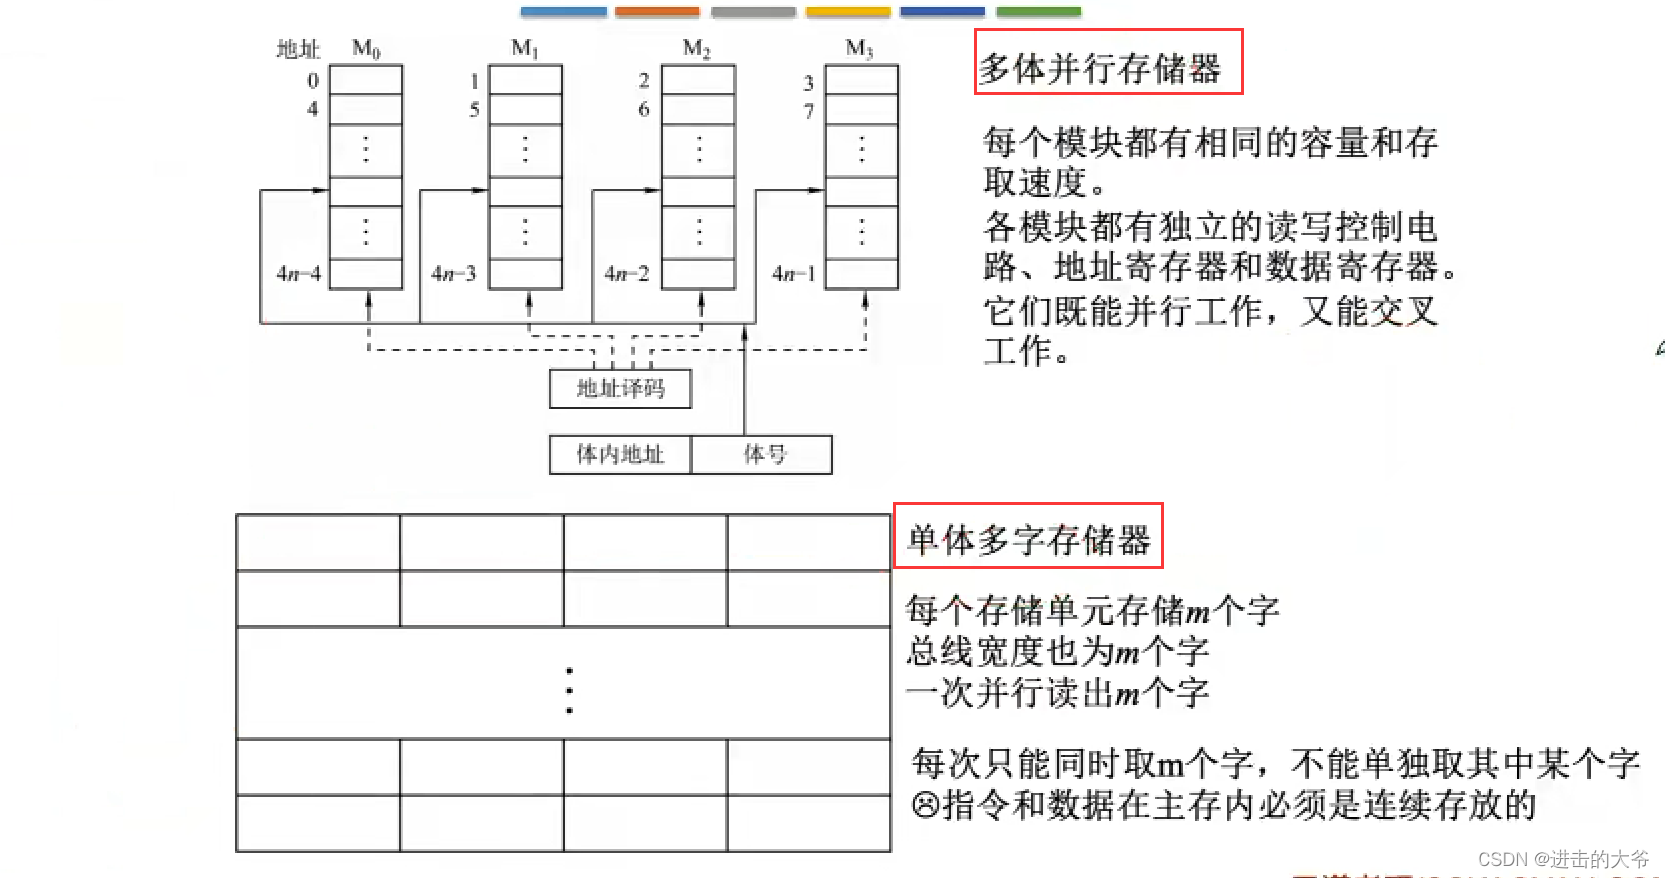 地址 M0 M1 M2 M3
0 1 2 3
4 5 6 7
4n-4 4n-3 4n-2 4n-1
地址译码
体内地址 体号
多体并行存储器
每个模块都有相同的容量和存
取速度。
各模块都有独立的读写控制电
路、地址寄存器和数据寄存器。
它们既能并行工作，又能交叉
工作。
单体多字存储器
每个存储单元存储m个字
总线宽度也为m个字
一次并行读出m个字
每次只能同时取m个字，不能单独取其中某个字
☹指令和数据在主存内必须是连续存放的
CSDN @进击的大爷